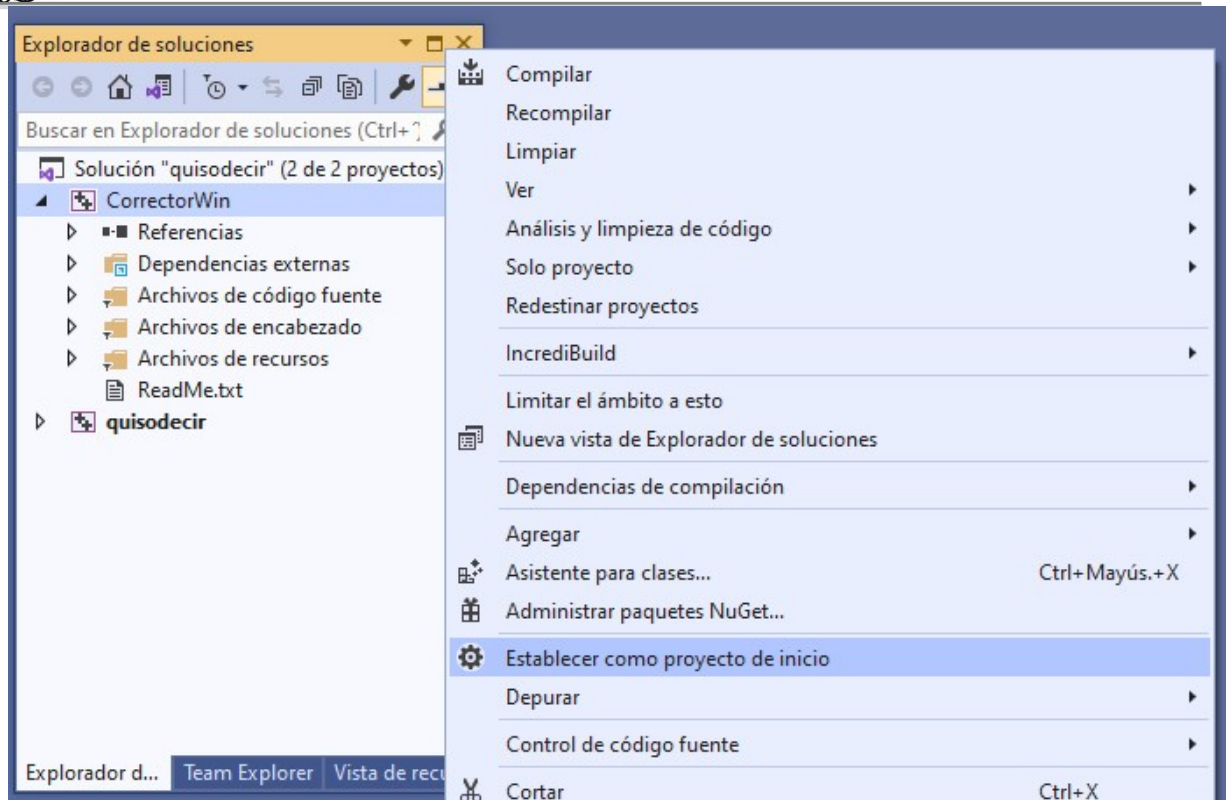 Explorador de soluciones
Buscar en Explorador de soluciones (Ctrl+
Solución "quisodecir" (2 de 2 proyectos)
CorrectorWin
Referencias
Dependencias externas
Archivos de código fuente
Archivos de encabezado
Archivos de recursos
ReadMe.txt
quisodecir
Explorador d... Team Explorer Vista de recu
Compilar
Recompilar
Limpiar
Ver
Análisis y limpieza de código
Solo proyecto
Redestinar proyectos
IncrediBuild
Limitar el ámbito a esto
Nueva vista de Explorador de soluciones
Dependencias de compilación
Agregar
Asistente para clases... Ctrl+Mayús.+X
Administrar paquetes NuGet...
Establecer como proyecto de inicio
Depurar
Control de código fuente
Cortar Ctrl+X